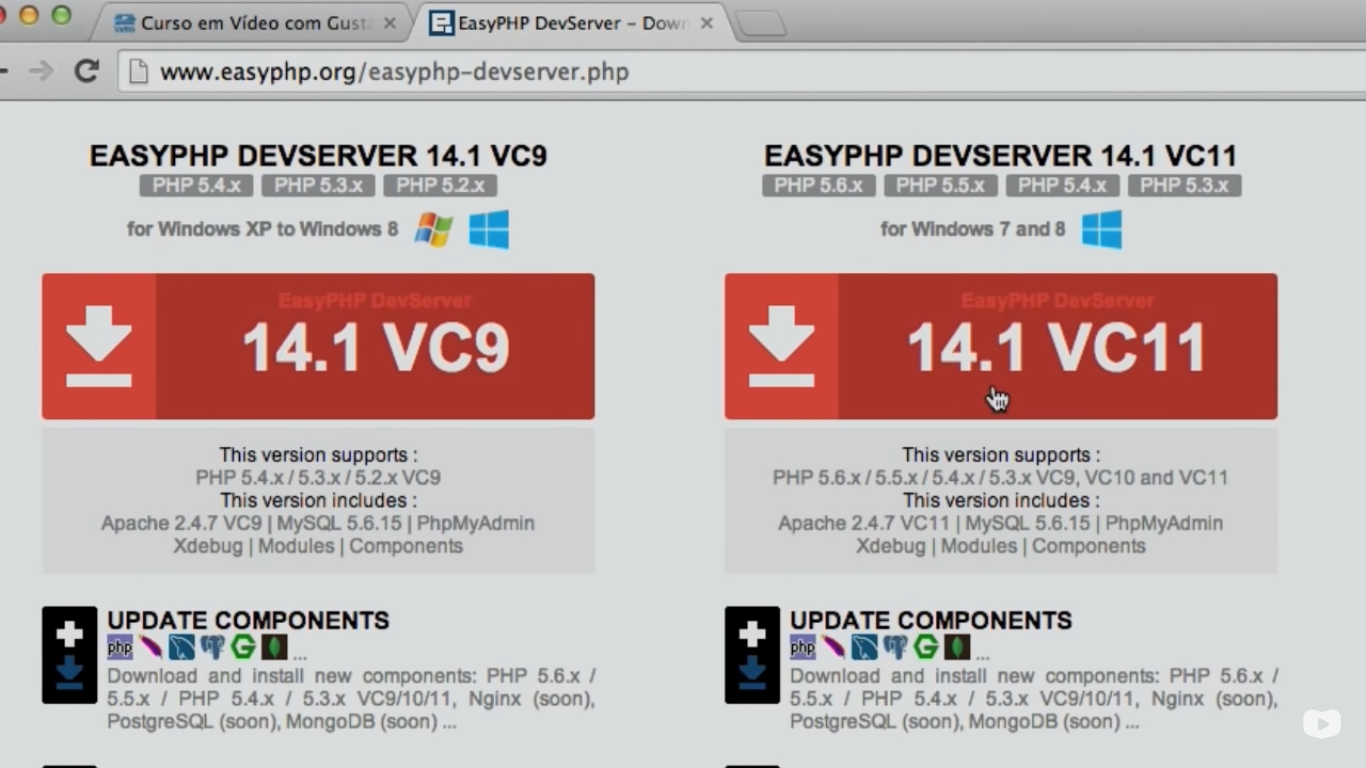 Curso em Vídeo com Gusta
EasyPHP DevServer – Down
www.easyphp.org/easyphp-devserver.php
EASYPHP DEVSERVER 14.1 VC9
PHP 5.4.x PHP 5.3.x PHP 5.2.x
for Windows XP to Windows 8
EasyPHP DevServer
14.1 VC9
This version supports :
PHP 5.4.x / 5.3.x / 5.2.x VC9
This version includes :
Apache 2.4.7 VC9 | MySQL 5.6.15 | PhpMyAdmin
Xdebug | Modules | Components
UPDATE COMPONENTS
php ...
Download and install new components: PHP 5.6.x /
5.5.x / PHP 5.4.x / 5.3.x VC9/10/11, Nginx (soon),
PostgreSQL (soon), MongoDB (soon) ...
EASYPHP DEVSERVER 14.1 VC11
PHP 5.6.x PHP 5.5.x PHP 5.4.x PHP 5.3.x
for Windows 7 and 8
EasyPHP DevServer
14.1 VC11
This version supports :
PHP 5.6.x / 5.5.x / 5.4.x / 5.3.x VC9, VC10 and VC11
This version includes :
Apache 2.4.7 VC11 | MySQL 5.6.15 | PhpMyAdmin
Xdebug | Modules | Components
UPDATE COMPONENTS
php ...
Download and install new components: PHP 5.6.x /
5.5.x / PHP 5.4.x / 5.3.x VC9/10/11, Nginx (soon),
PostgreSQL (soon), MongoDB (soon) ...